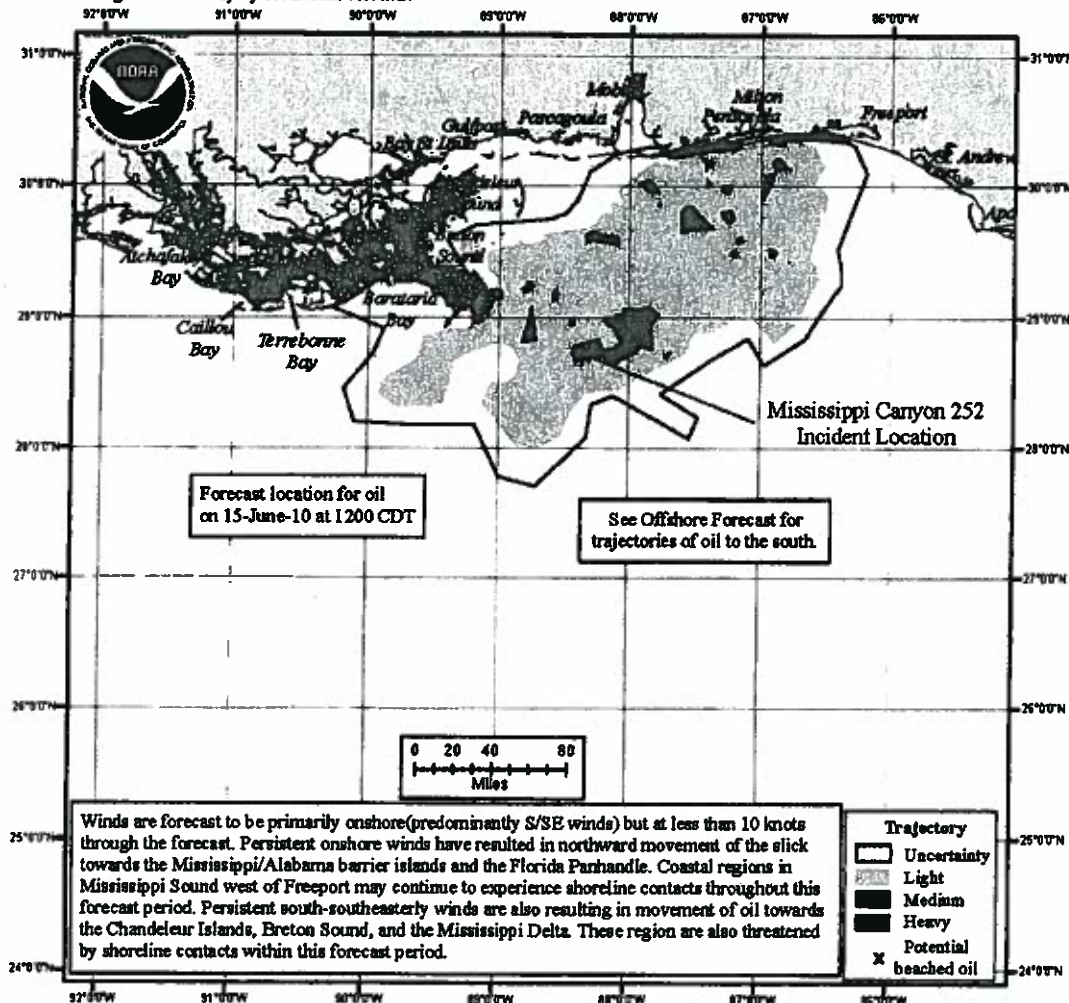 92°0'0"W 91°0'0"W 90°0'0"W 89°0'0"W 88°0'0"W 87°0'0"W 86°0'0"W
31°0'0"N 31°0'0"N
NOAA
Mobile
Milton
Pascagoula
Pensacola
Freeport
Gulfport
Bay St Louis
St. Andrew
30°0'0"N 30°0'0"N
Chandeleur
Sound
Breton
Sound
Atchafalaya
Bay
Barataria
Bay
29°0'0"N 29°0'0"N
Caillou
Bay
Terrebonne
Bay
Mississippi Canyon 252
Incident Location
28°0'0"N 28°0'0"N
Forecast location for oil
on 15-June-10 at 1200 CDT
See Offshore Forecast for
trajectories of oil to the south.
27°0'0"N 27°0'0"N
26°0'0"N 26°0'0"N
0 20 40 80
Miles
25°0'0"N 25°0'0"N
Winds are forecast to be primarily onshore(predominantly S/SE winds) but at less than 10 knots
through the forecast. Persistent onshore winds have resulted in northward movement of the slick
towards the Mississippi/Alabama barrier islands and the Florida Panhandle. Coastal regions in
Mississippi Sound west of Freeport may continue to experience shoreline contacts throughout this
forecast period. Persistent south-southeasterly winds are also resulting in movement of oil towards
the Chandeleur Islands, Breton Sound, and the Mississippi Delta. These region are also threatened
by shoreline contacts within this forecast period.
Trajectory
Uncertainty
Light
Medium
Heavy
X Potential
beached oil
24°0'0"N 24°0'0"N
92°0'0"W 91°0'0"W 90°0'0"W 89°0'0"W 88°0'0"W 87°0'0"W 86°0'0"W